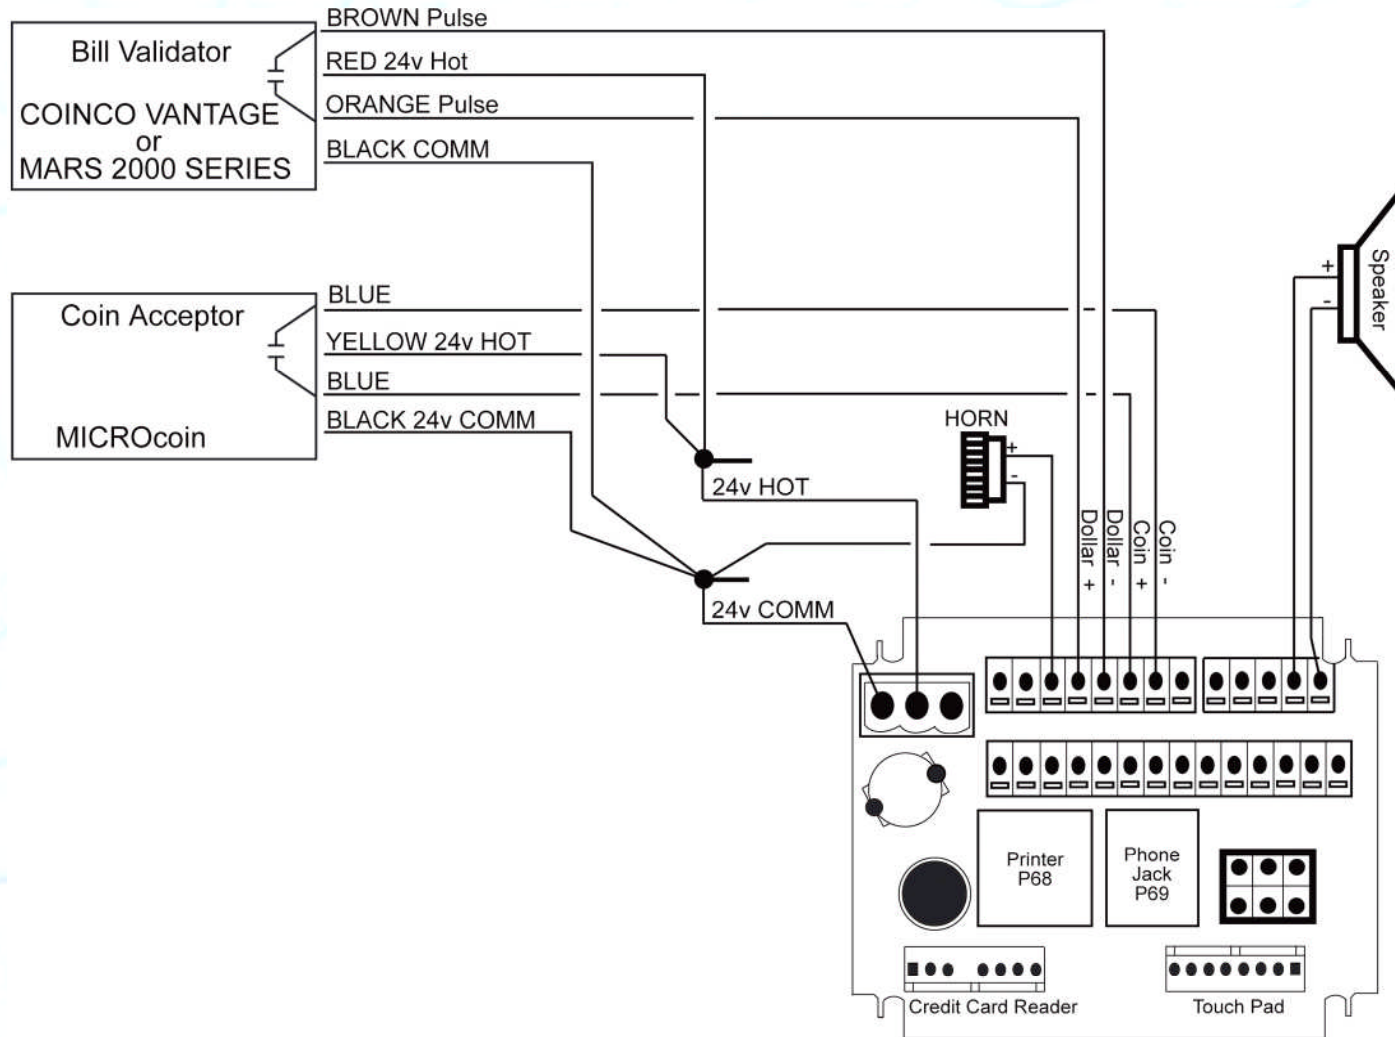 BROWN Pulse
Bill Validator
RED 24v Hot
COINCO VANTAGE
or
MARS 2000 SERIES
ORANGE Pulse
BLACK COMM
BLUE
Coin Acceptor
YELLOW 24v HOT
BLUE
BLACK 24v COMM
MICROcoin
+
-
Speaker
HORN
+
-
24v HOT
Dollar +
Dollar -
Coin +
Coin -
24v COMM
Printer
P68
Phone
Jack
P69
Credit Card Reader
Touch Pad